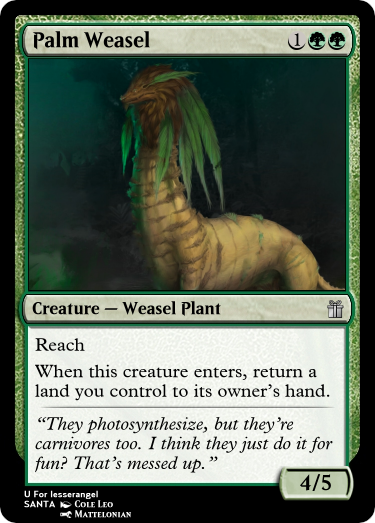 Palm Weasel 1
Creature — Weasel Plant
Reach
When this creature enters, return a
land you control to its owner's hand.
“They photosynthesize, but they're
carnivores too. I think they just do it for
fun? That's messed up.”
4/5
U For lesserangel
SANTA Cole Leo
Mattelonian